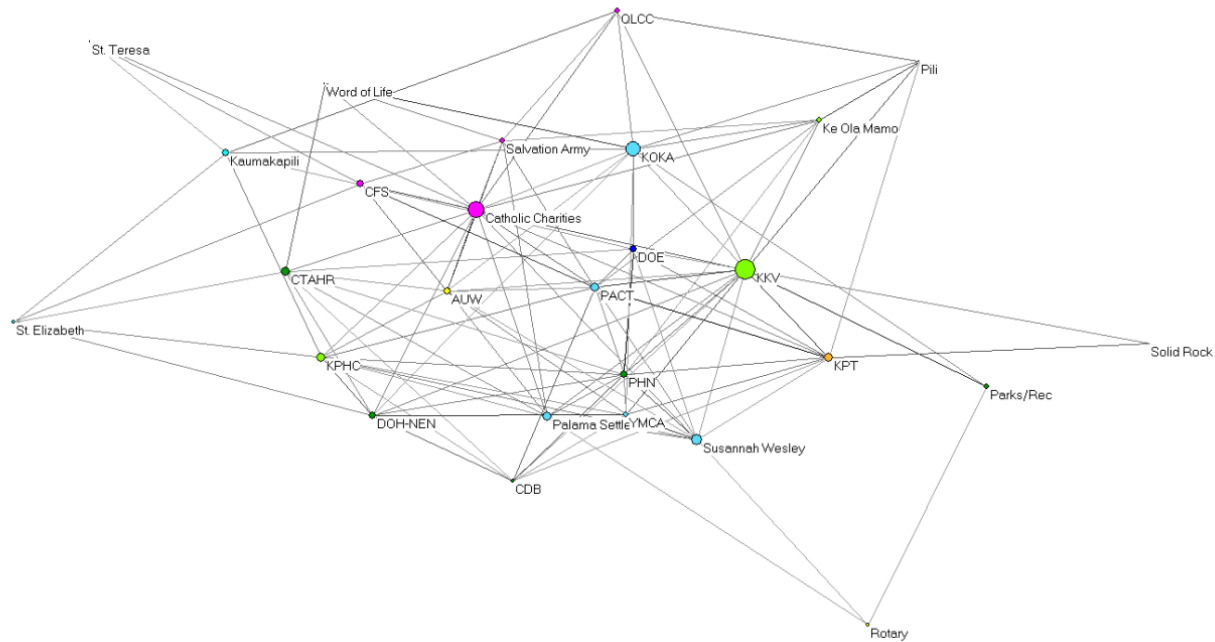 QLCC
St. Teresa
Pili
Word of Life
Ke Ola Mamo
Salvation Army
KOKA
Kaumakapili
CFS
Catholic Charities
DOE
KKV
CTAHR
AUW
PACT
St. Elizabeth
Solid Rock
KPHC
KPT
PHN
Parks/Rec
DOH-NEN
Palama Settle
YMCA
Susannah Wesley
CDB
Rotary